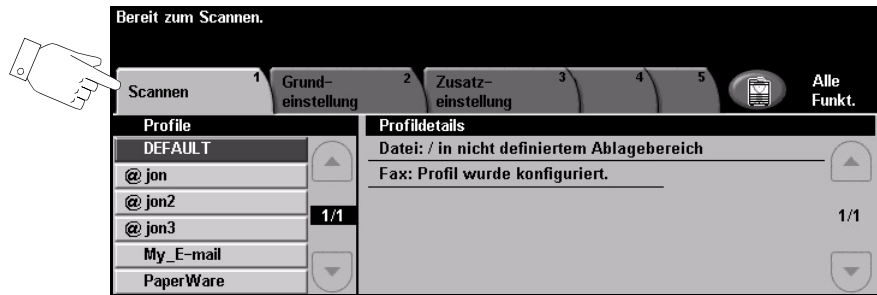 Bereit zum Scannen.
Scannen 1
Grund-
einstellung 2
Zusatz-
einstellung 3
4
5
Alle
Funkt.
Profile
DEFAULT
@ jon
@ jon2
@ jon3
My_E-mail
PaperWare
1/1
Profildetails
Datei: / in nicht definiertem Ablagebereich
Fax: Profil wurde konfiguriert.
1/1